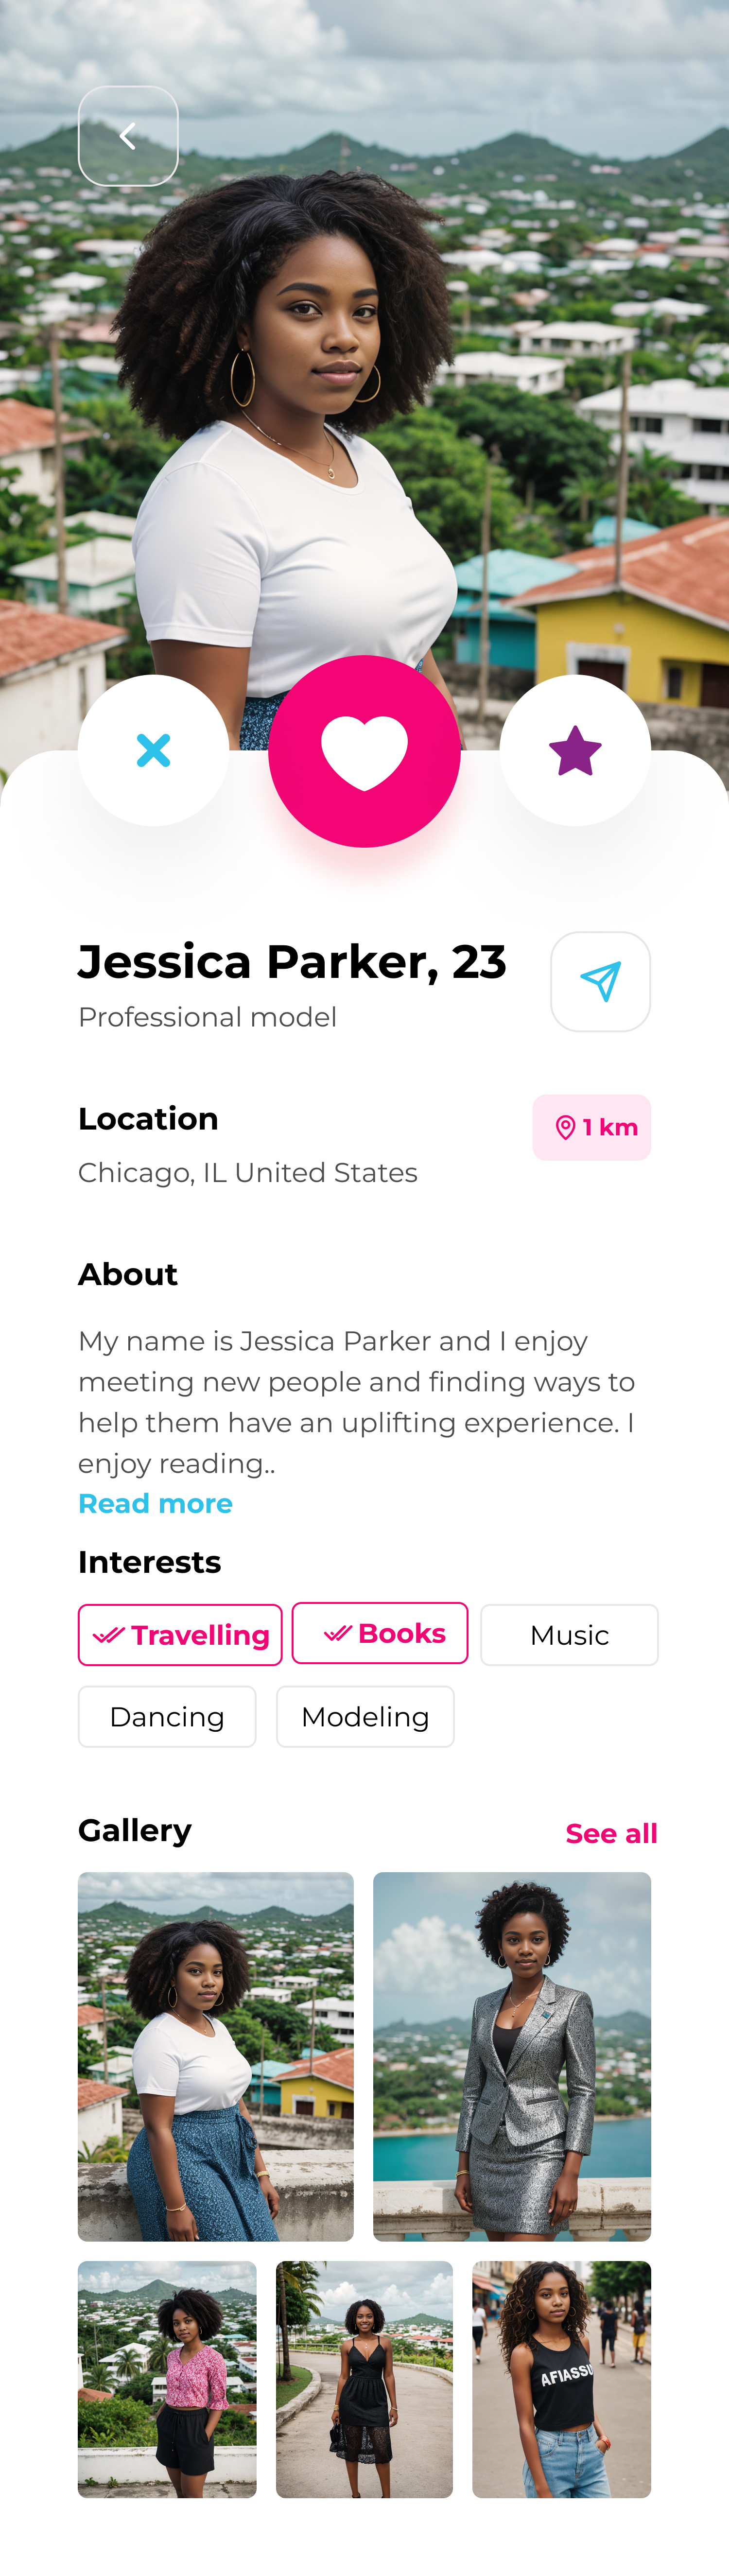 Jessica Parker, 23
Professional model
Location
1 km
Chicago, IL United States
About
My name is Jessica Parker and I enjoy
meeting new people and finding ways to
help them have an uplifting experience. I
enjoy reading..
Read more
Interests
Travelling
Books
Music
Dancing
Modeling
Gallery
See all